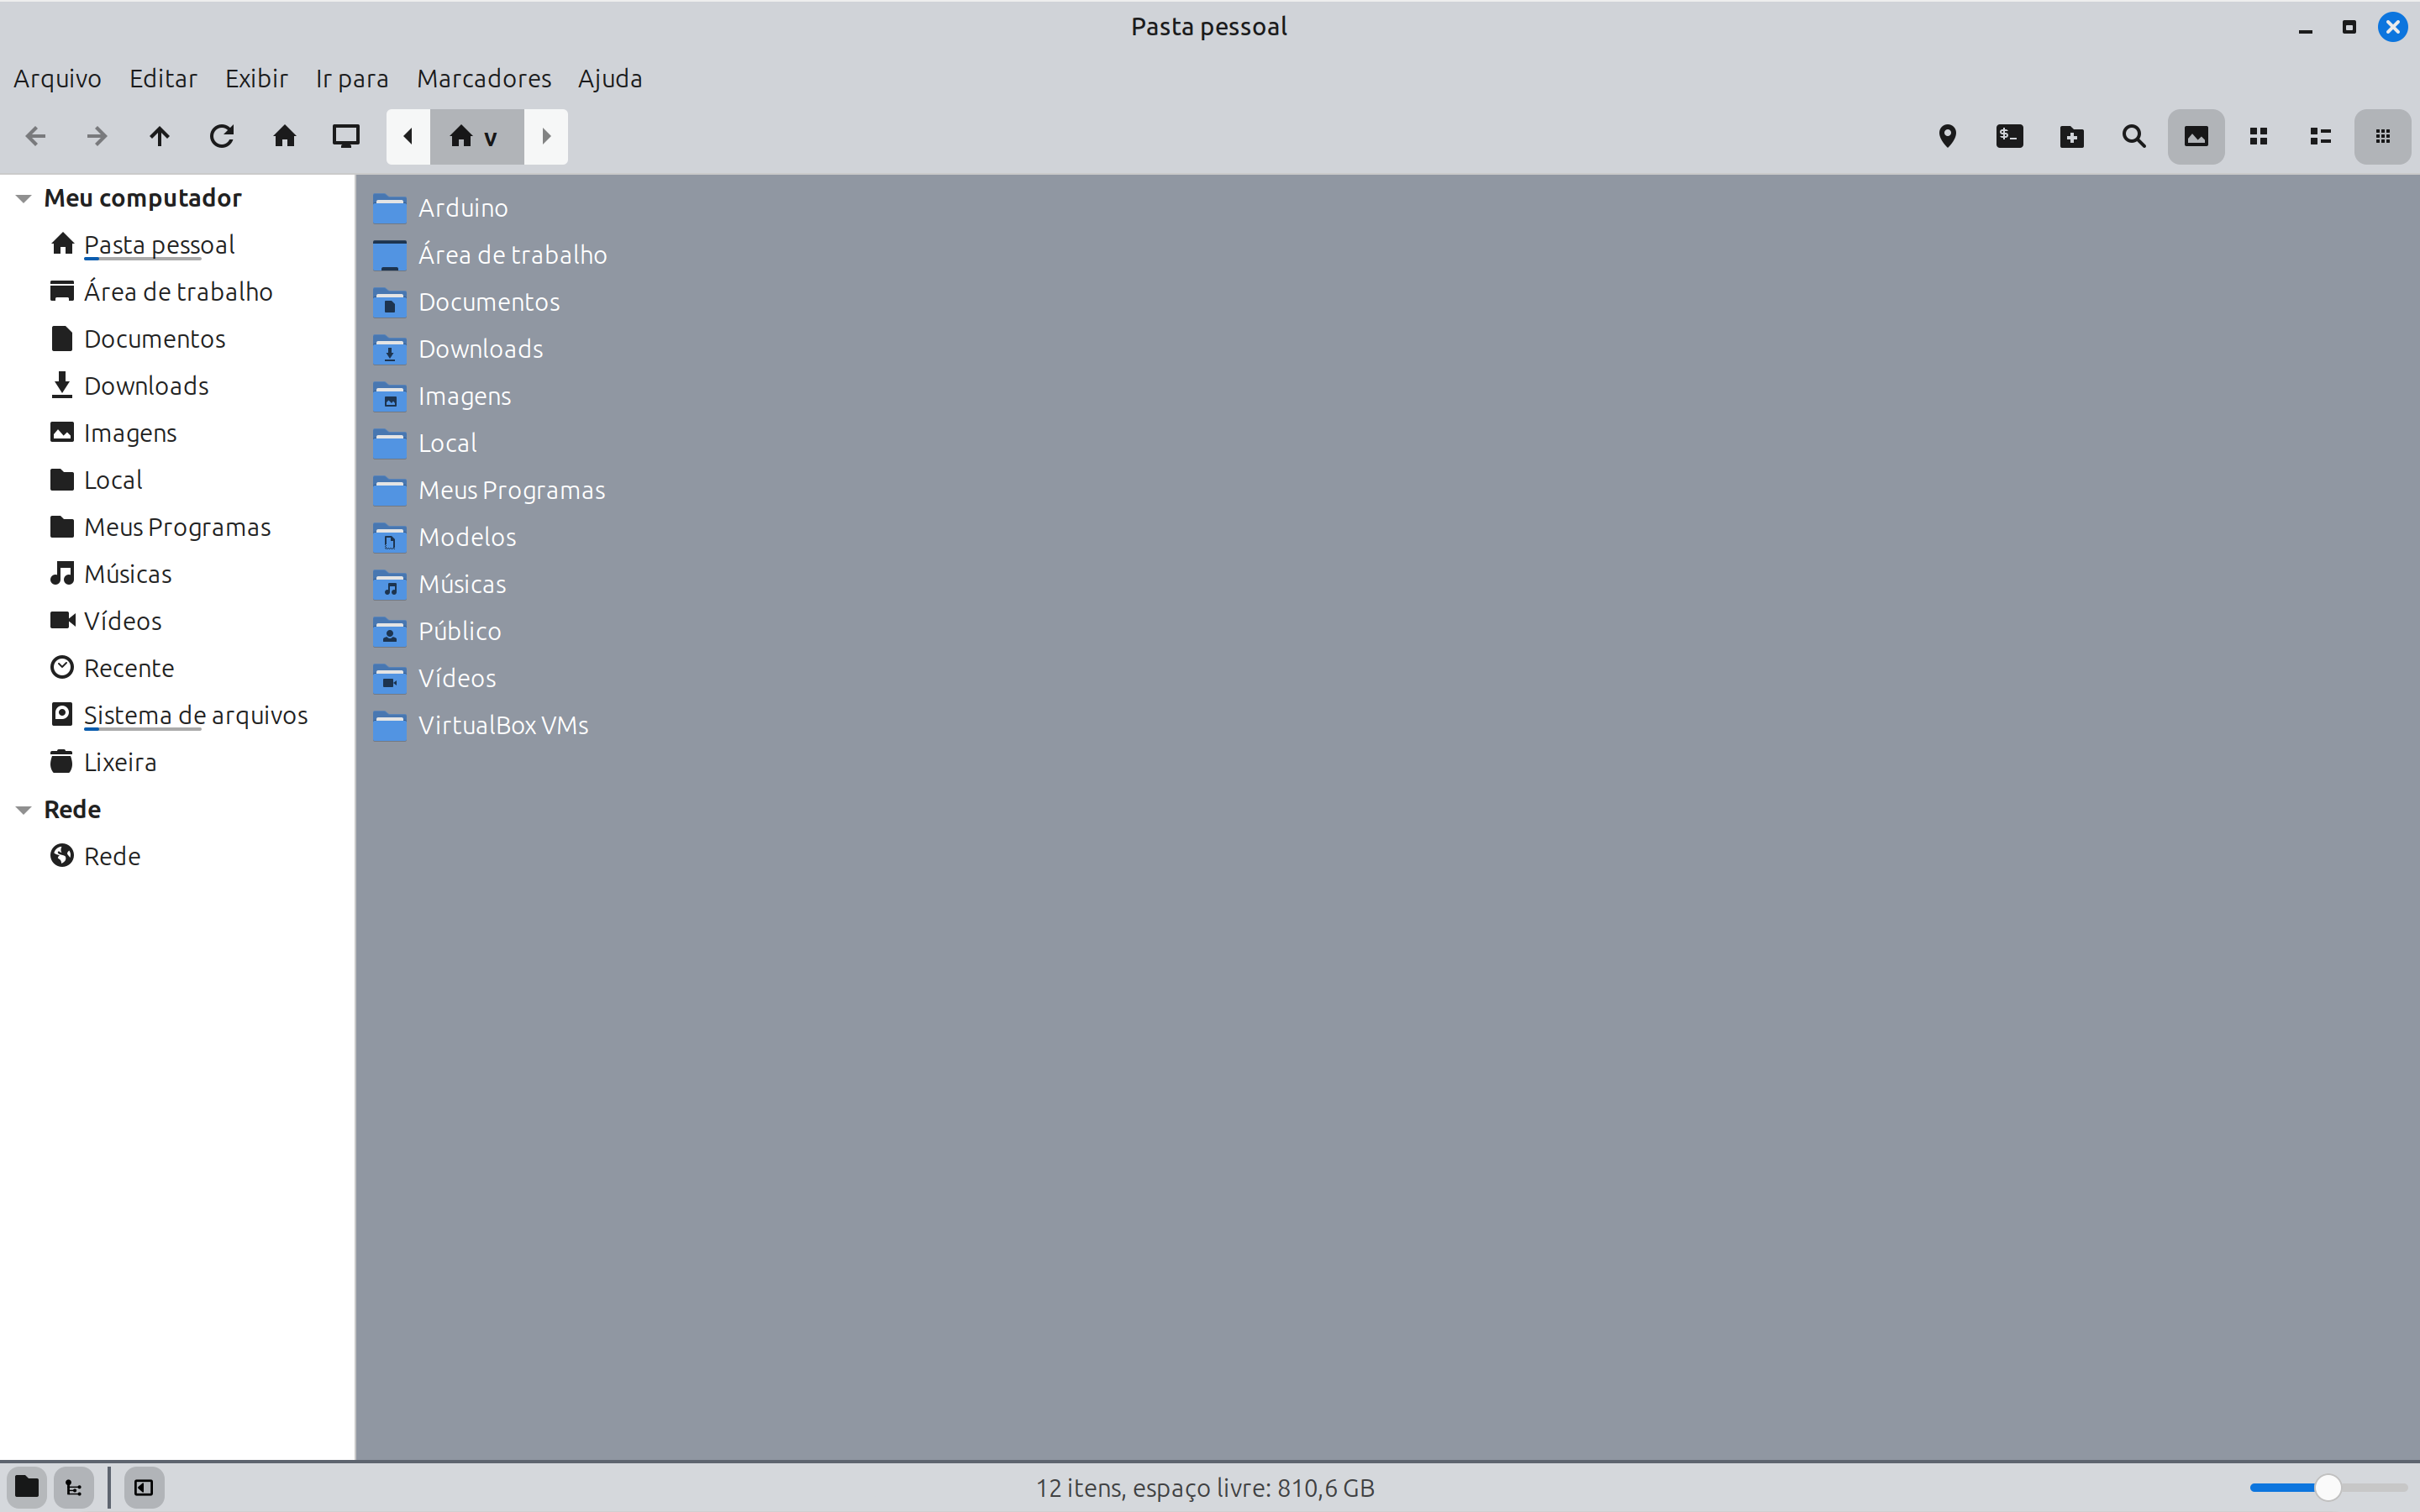 Pasta pessoal
Arquivo Editar Exibir Ir para Marcadores Ajuda
v
$_
Meu computador
Pasta pessoal
Área de trabalho
Documentos
Downloads
Imagens
Local
Meus Programas
Músicas
Vídeos
Recente
Sistema de arquivos
Lixeira
Rede
Rede
Arduino
Área de trabalho
Documentos
Downloads
Imagens
Local
Meus Programas
Modelos
Músicas
Público
Vídeos
VirtualBox VMs
12 itens, espaço livre: 810,6 GB